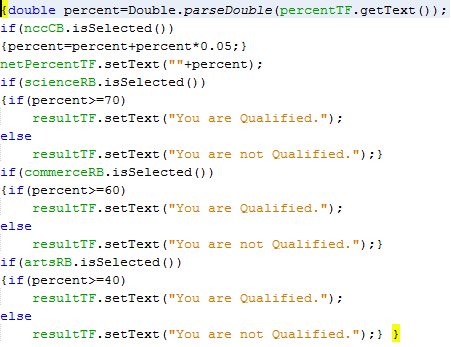 {double percent=Double.parseDouble(percentTF.getText());
if(nccCB.isSelected())
{percent=percent+percent*0.05;}
netPercentTF.setText(""+percent);
if(scienceRB.isSelected())
{if(percent>=70)
    resultTF.setText("You are Qualified.");
else
    resultTF.setText("You are not Qualified.");}
if(commerceRB.isSelected())
{if(percent>=60)
    resultTF.setText("You are Qualified.");
else
    resultTF.setText("You are not Qualified.");}
if(artsRB.isSelected())
{if(percent>=40)
    resultTF.setText("You are Qualified.");
else
    resultTF.setText("You are not Qualified.");} }